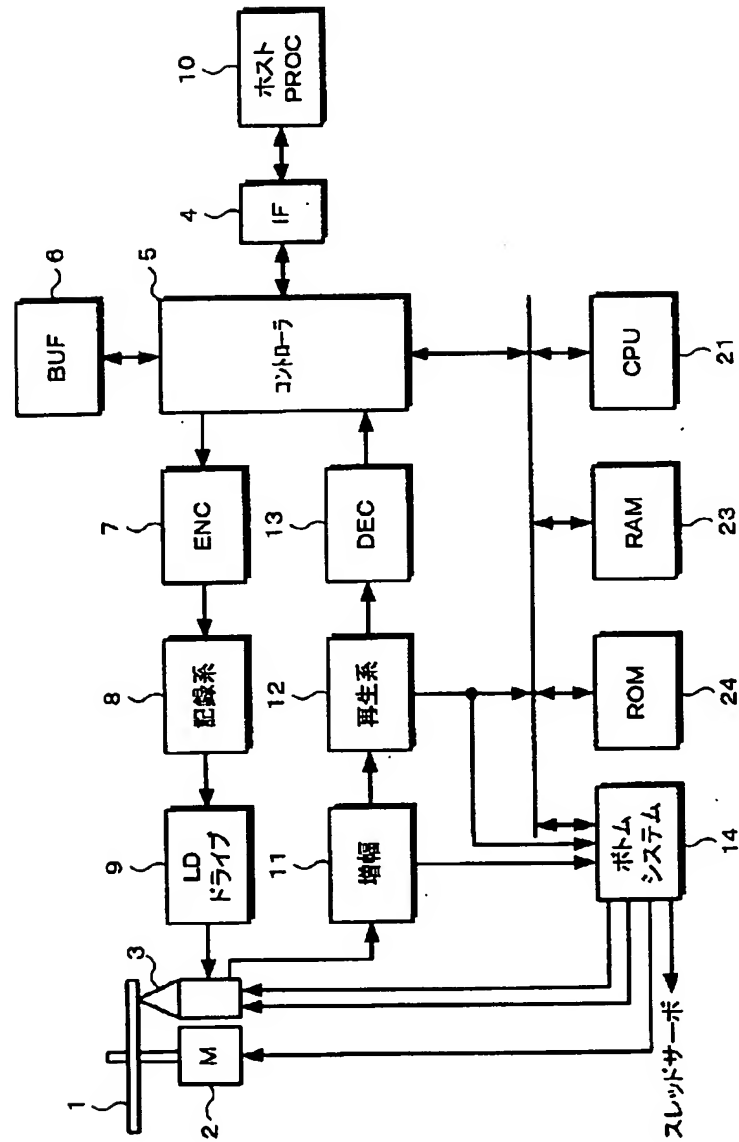 1
2
M
3
9
LD
ドライブ
8
記録系
7
ENC
BUF
6
コントローラ
5
IF
4
ホスト
PROC
10
11
増幅
12
再生系
13
DEC
ボトム
システム
14
ROM
24
RAM
23
CPU
21
スレッドサーボ